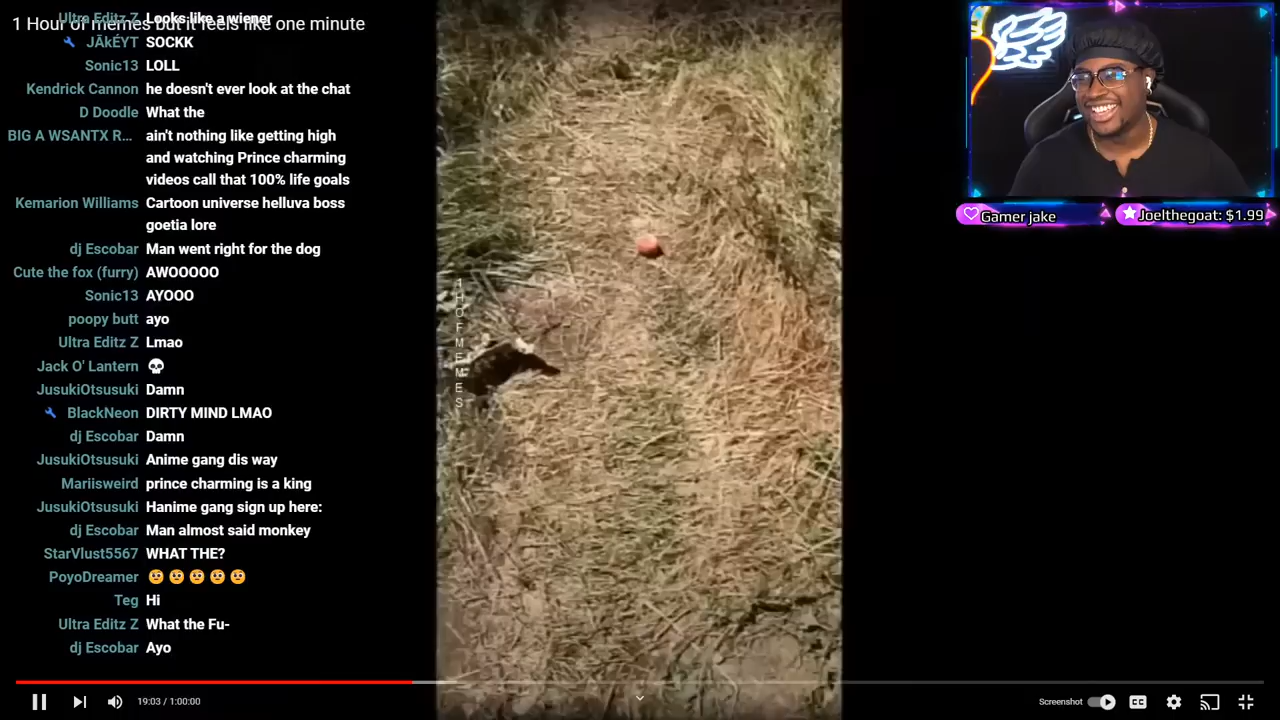 1 Hour of memes but it feels like one minute
Ultra Editz Z Looks like a wiener
JĀkÉYT SOCKK
Sonic13 LOLL
Kendrick Cannon he doesn't ever look at the chat
D Doodle What the
BIG A WSANTX R... ain't nothing like getting high
and watching Prince charming
videos call that 100% life goals
Kemarion Williams Cartoon universe helluva boss
goetia lore
dj Escobar Man went right for the dog
Cute the fox (furry) AWOOOOO
Sonic13 AYOOO
poopy butt ayo
Ultra Editz Z Lmao
Jack O' Lantern 💀
JusukiOtsusuki Damn
BlackNeon DIRTY MIND LMAO
dj Escobar Damn
JusukiOtsusuki Anime gang dis way
Mariisweird prince charming is a king
JusukiOtsusuki Hanime gang sign up here:
dj Escobar Man almost said monkey
StarVlust5567 WHAT THE?
PoyoDreamer 🤨🤨🤨🤨🤨
Teg Hi
Ultra Editz Z What the Fu-
dj Escobar Ayo
1HOFMEMES
Gamer jake
Joelthegoat: $1.99
19:03 / 1:00:00
Screenshot
CC